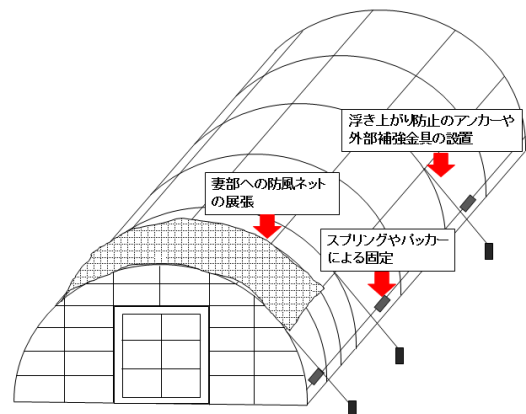 浮き上がり防止のアンカーや
外部補強金具の設置
妻部への防風ネット
の展張
スプリングやパッカー
による固定